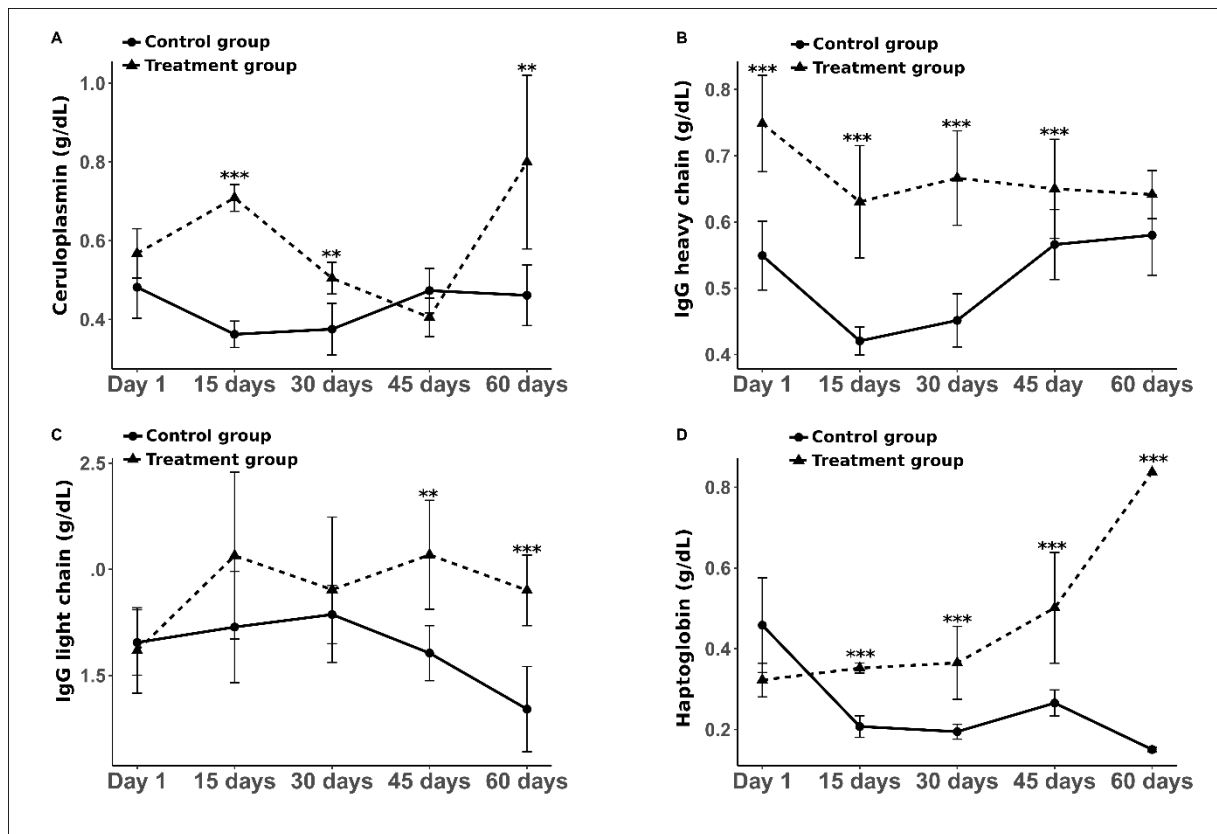 A
Control group
Treatment group
Ceruloplasmin (g/dL)
1.0
0.8
0.6
0.4
***
**
**
Day 1 15 days 30 days 45 days 60 days
B
Control group
Treatment group
IgG heavy chain (g/dL)
0.8
0.7
0.6
0.5
0.4
***
***
***
***
Day 1 15 days 30 days 45 day 60 days
C
Control group
Treatment group
IgG light chain (g/dL)
2.5
.0
1.5
**
***
Day 1 15 days 30 days 45 days 60 days
D
Control group
Treatment group
Haptoglobin (g/dL)
0.8
0.6
0.4
0.2
***
***
***
***
Day 1 15 days 30 days 45 days 60 days